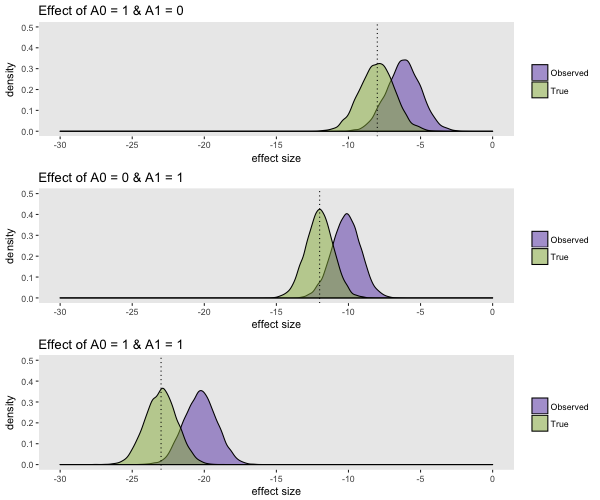 Effect of A0 = 1 & A1 = 0
0.5
0.4
0.3
0.2
0.1
0.0
density
-30 -25 -20 -15 -10 -5 0
effect size
Observed
True
Effect of A0 = 0 & A1 = 1
0.5
0.4
0.3
0.2
0.1
0.0
density
-30 -25 -20 -15 -10 -5 0
effect size
Observed
True
Effect of A0 = 1 & A1 = 1
0.5
0.4
0.3
0.2
0.1
0.0
density
-30 -25 -20 -15 -10 -5 0
effect size
Observed
True